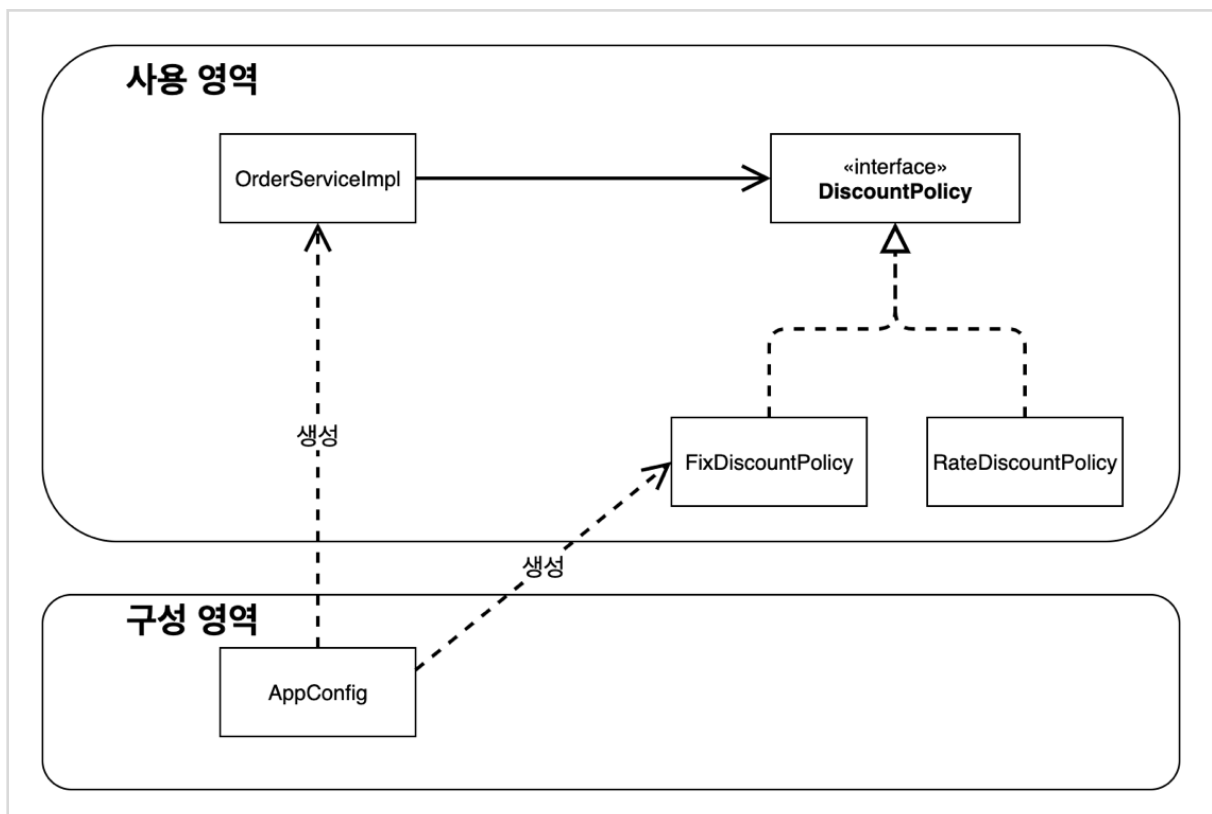 사용 영역
OrderServiceImpl
«interface»
DiscountPolicy
생성
FixDiscountPolicy
RateDiscountPolicy
생성
구성 영역
AppConfig